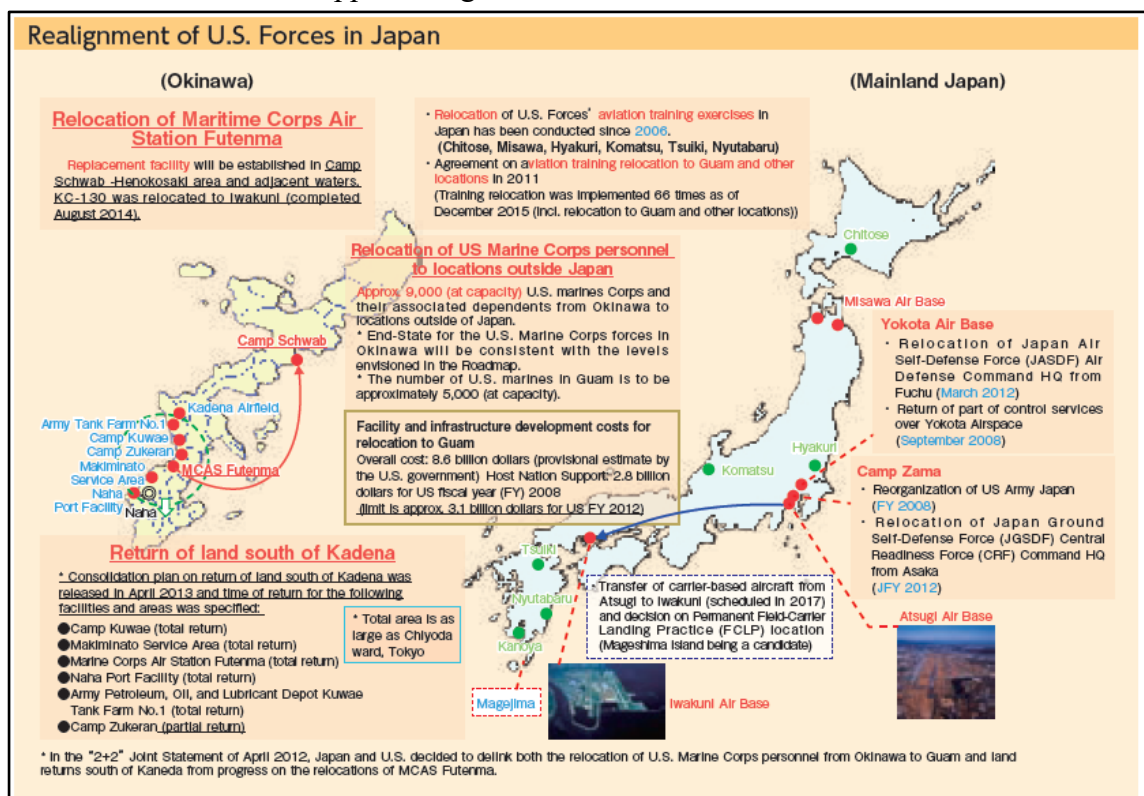 Realignment of U.S. Forces in Japan
(Okinawa)
(Mainland Japan)
Relocation of Maritime Corps Air
Station Futenma
Replacement facility will be established in Camp
Schwab -Henokosaki area and adjacent waters.
KC-130 was relocated to Iwakuni (completed
August 2014).
・Relocation of U.S. Forces' aviation training exercises in
Japan has been conducted since 2006.
(Chitose, Misawa, Hyakuri, Komatsu, Tsuiki, Nyutabaru)
・Agreement on aviation training relocation to Guam and other
locations in 2011
(Training relocation was implemented 66 times as of
December 2015 (incl. relocation to Guam and other locations))
Relocation of US Marine Corps personnel
to locations outside Japan
Approx. 9,000 (at capacity) U.S. marines Corps and
their associated dependents from Okinawa to
locations outside of Japan.
* End-State for the U.S. Marine Corps forces in
Okinawa will be consistent with the levels
envisioned in the Roadmap.
* The number of U.S. marines in Guam is to be
approximately 5,000 (at capacity).
Facility and infrastructure development costs for
relocation to Guam
Overall cost: 8.6 billion dollars (provisional estimate by
the U.S. government) Host Nation Support: 2.8 billion
dollars for US fiscal year (FY) 2008
(limit is approx. 3.1 billion dollars for US FY 2012)
Camp Schwab
Kadena Airfield
Army Tank Farm No.1
Camp Kuwae
Camp Zukeran
Makiminato
Service Area
MCAS Futenma
Naha
Port Facility
Naha
Return of land south of Kadena
* Consolidation plan on return of land south of Kadena was
released in April 2013 and time of return for the following
facilities and areas was specified:
●Camp Kuwae (total return)
●Makiminato Service Area (total return)
●Marine Corps Air Station Futenma (total return)
●Naha Port Facility (total return)
●Army Petroleum, Oil, and Lubricant Depot Kuwae
Tank Farm No.1 (total return)
●Camp Zukeran (partial return)
* Total area is as
large as Chiyoda
ward, Tokyo
Chitose
Misawa Air Base
Hyakuri
Komatsu
Tsuiki
Nyutabaru
Kanoya
Magejima
Yokota Air Base
・Relocation of Japan Air
Self-Defense Force (JASDF) Air
Defense Command HQ from
Fuchu (March 2012)
・Return of part of control services
over Yokota Airspace
(September 2008)
Camp Zama
・Reorganization of US Army Japan
(FY 2008)
・Relocation of Japan Ground
Self-Defense Force (JGSDF) Central
Readiness Force (CRF) Command HQ
from Asaka
(JFY 2012)
Atsugi Air Base
・Transfer of carrier-based aircraft from
Atsugi to Iwakuni (scheduled in 2017)
and decision on Permanent Field-Carrier
Landing Practice (FCLP) location
(Mageshima Island being a candidate)
Iwakuni Air Base
* In the "2+2" Joint Statement of April 2012, Japan and U.S. decided to delink both the relocation of U.S. Marine Corps personnel from Okinawa to Guam and land
returns south of Kaneda from progress on the relocations of MCAS Futenma.